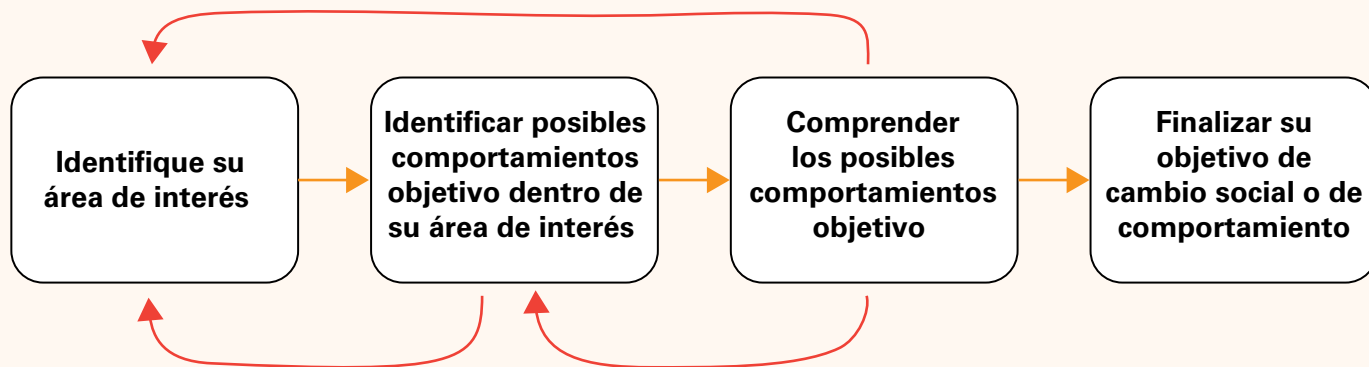 Identifique su
área de interés
Identificar posibles
comportamientos
objetivo dentro de
su área de interés
Comprender
los posibles
comportamientos
objetivo
Finalizar su
objetivo de
cambio social o de
comportamiento